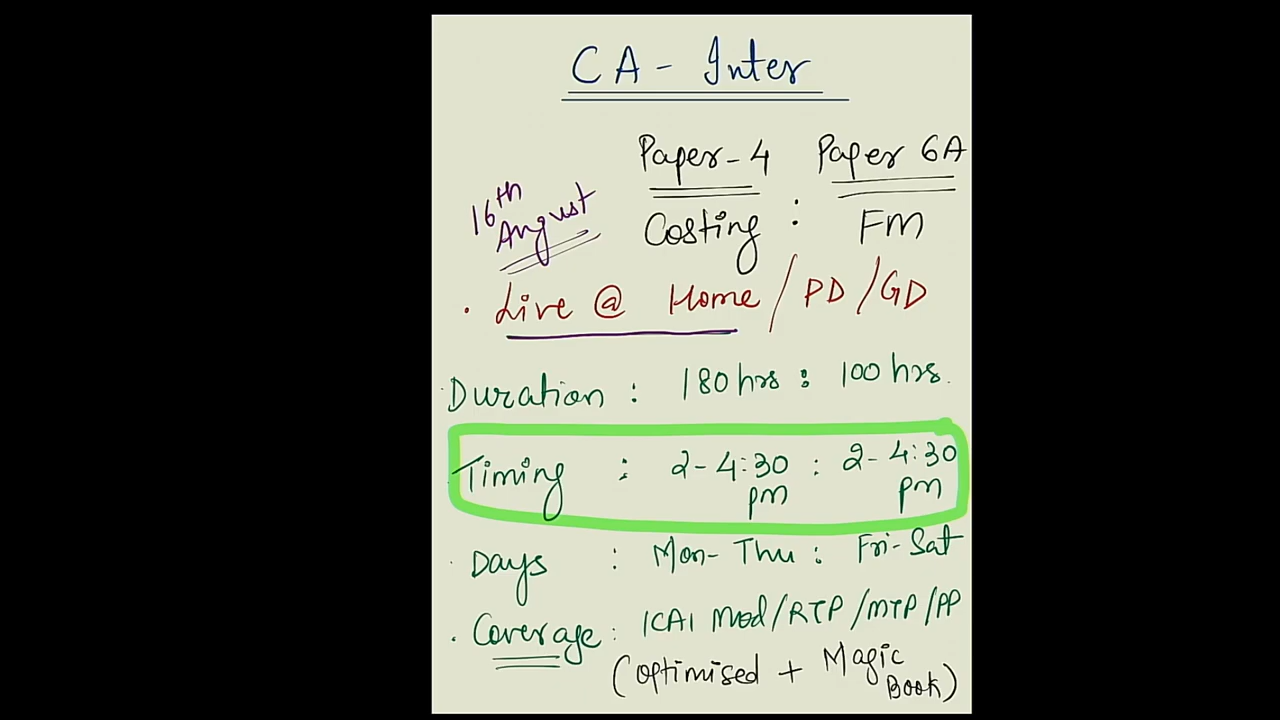 CA - Inter
Paper - 4 Paper 6A
16th August
Costing : FM
. Live @ Home / PD / GD
. Duration : 180 hrs : 100 hrs.
. Timing : 2 - 4:30 pm : 2 - 4:30 pm
. Days : Mon - Thu : Fri - Sat
. Coverage : ICAI Mod / RTP / MTP / PP
(Optimised + Magic Book)